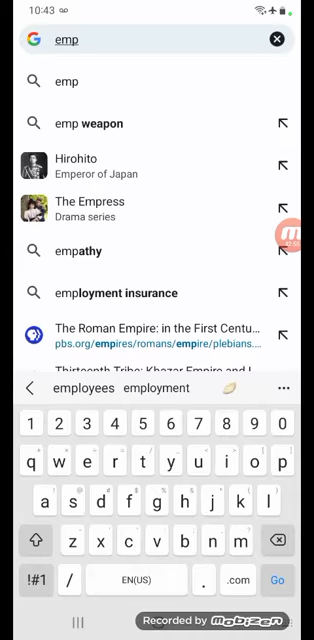 10:43
emp
emp
emp weapon
Hirohito
Emperor of Japan
The Empress
Drama series
empathy
employment insurance
The Roman Empire: in the First Centu...
pbs.org/empires/romans/empire/plebians....
Thirteenth Tribe: Khazar Empire and I
employees employment
1 2 3 4 5 6 7 8 9 0
q w e r t y u i o p
a s d f g h j k l
z x c v b n m
!#1 / EN(US) . .com Go
Recorded by mobizen